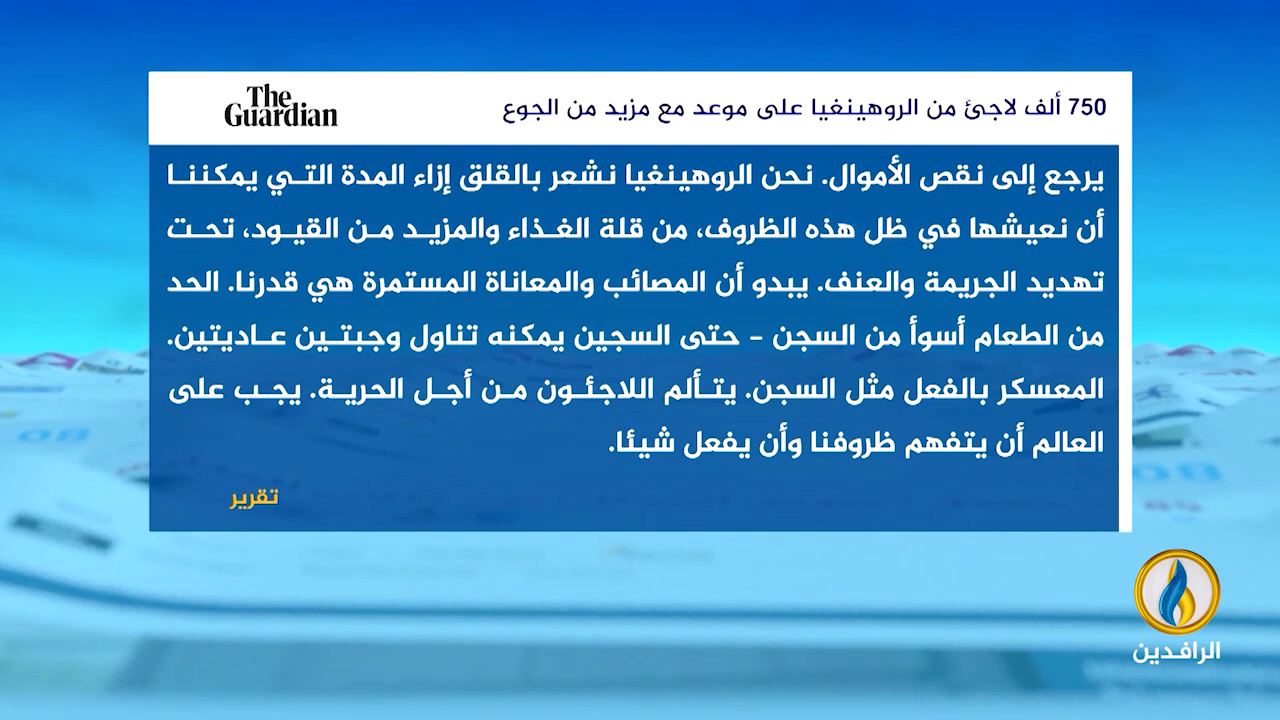 750 ألف لاجئ من الروهينغيا على موعد مع مزيد من الجوع
The
Guardian
يرجع إلى نقص الأموال. نحن الروهينغيا نشعر بالقلق إزاء المدة التي يمكننا
أن نعيشها في ظل هذه الظروف، من قلة الغذاء والمزيد من القيود، تحت
تهديد الجريمة والعنف. يبدو أن المصائب والمعاناة المستمرة هي قدرنا. الحد
من الطعام أسوأ من السجن - حتى السجين يمكنه تناول وجبتين عاديتين.
المعسكر بالفعل مثل السجن. يتألم اللاجئون من أجل الحرية. يجب على
العالم أن يتفهم ظروفنا وأن يفعل شيئا.
تقرير
الرافدين